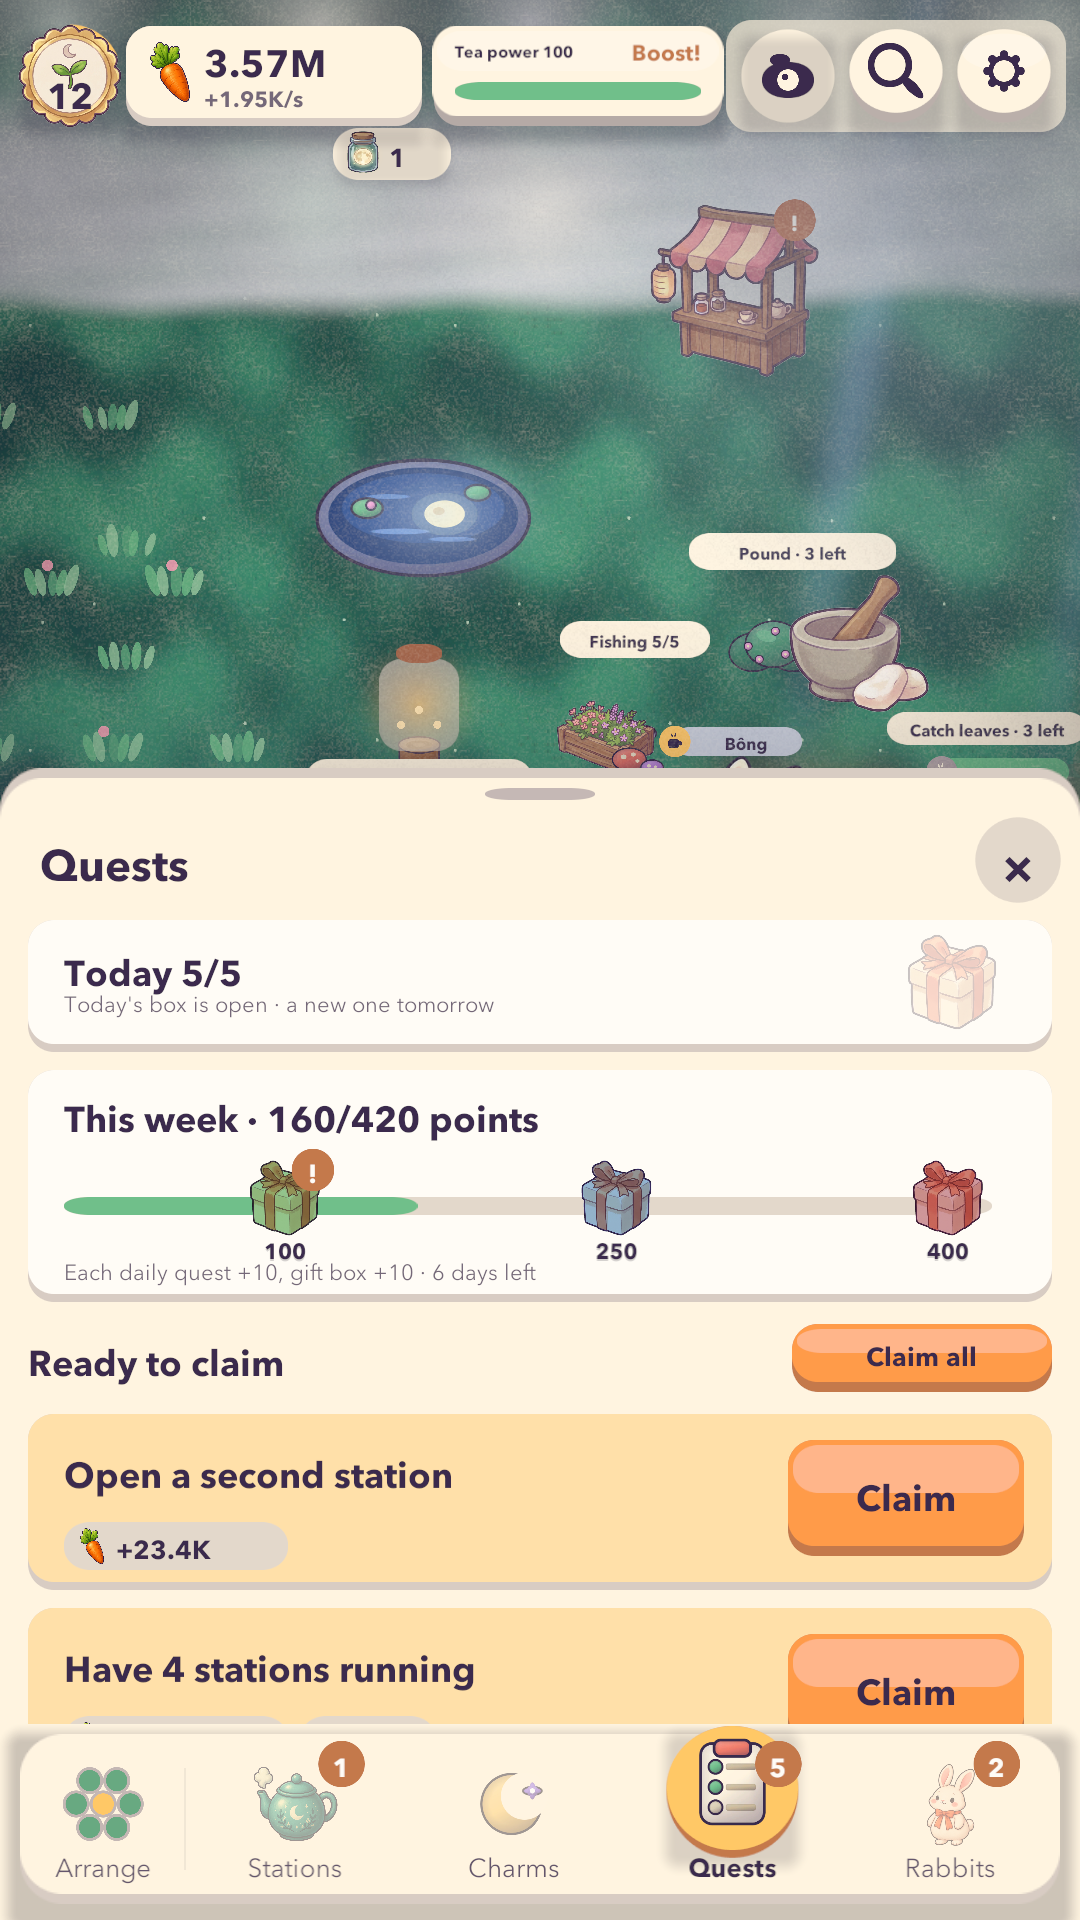 12
3.57M
+1.95K/s
Tea power 100
Boost!
1
!
Pound · 3 left
Fishing 5/5
Catch leaves · 3 left
Bông
Quests
×
Today 5/5
Today's box is open · a new one tomorrow
This week · 160/420 points
!
100
250
400
Each daily quest +10, gift box +10 · 6 days left
Ready to claim
Claim all
Open a second station
Claim
+23.4K
Have 4 stations running
Claim
1
5
2
Arrange
Stations
Charms
Quests
Rabbits